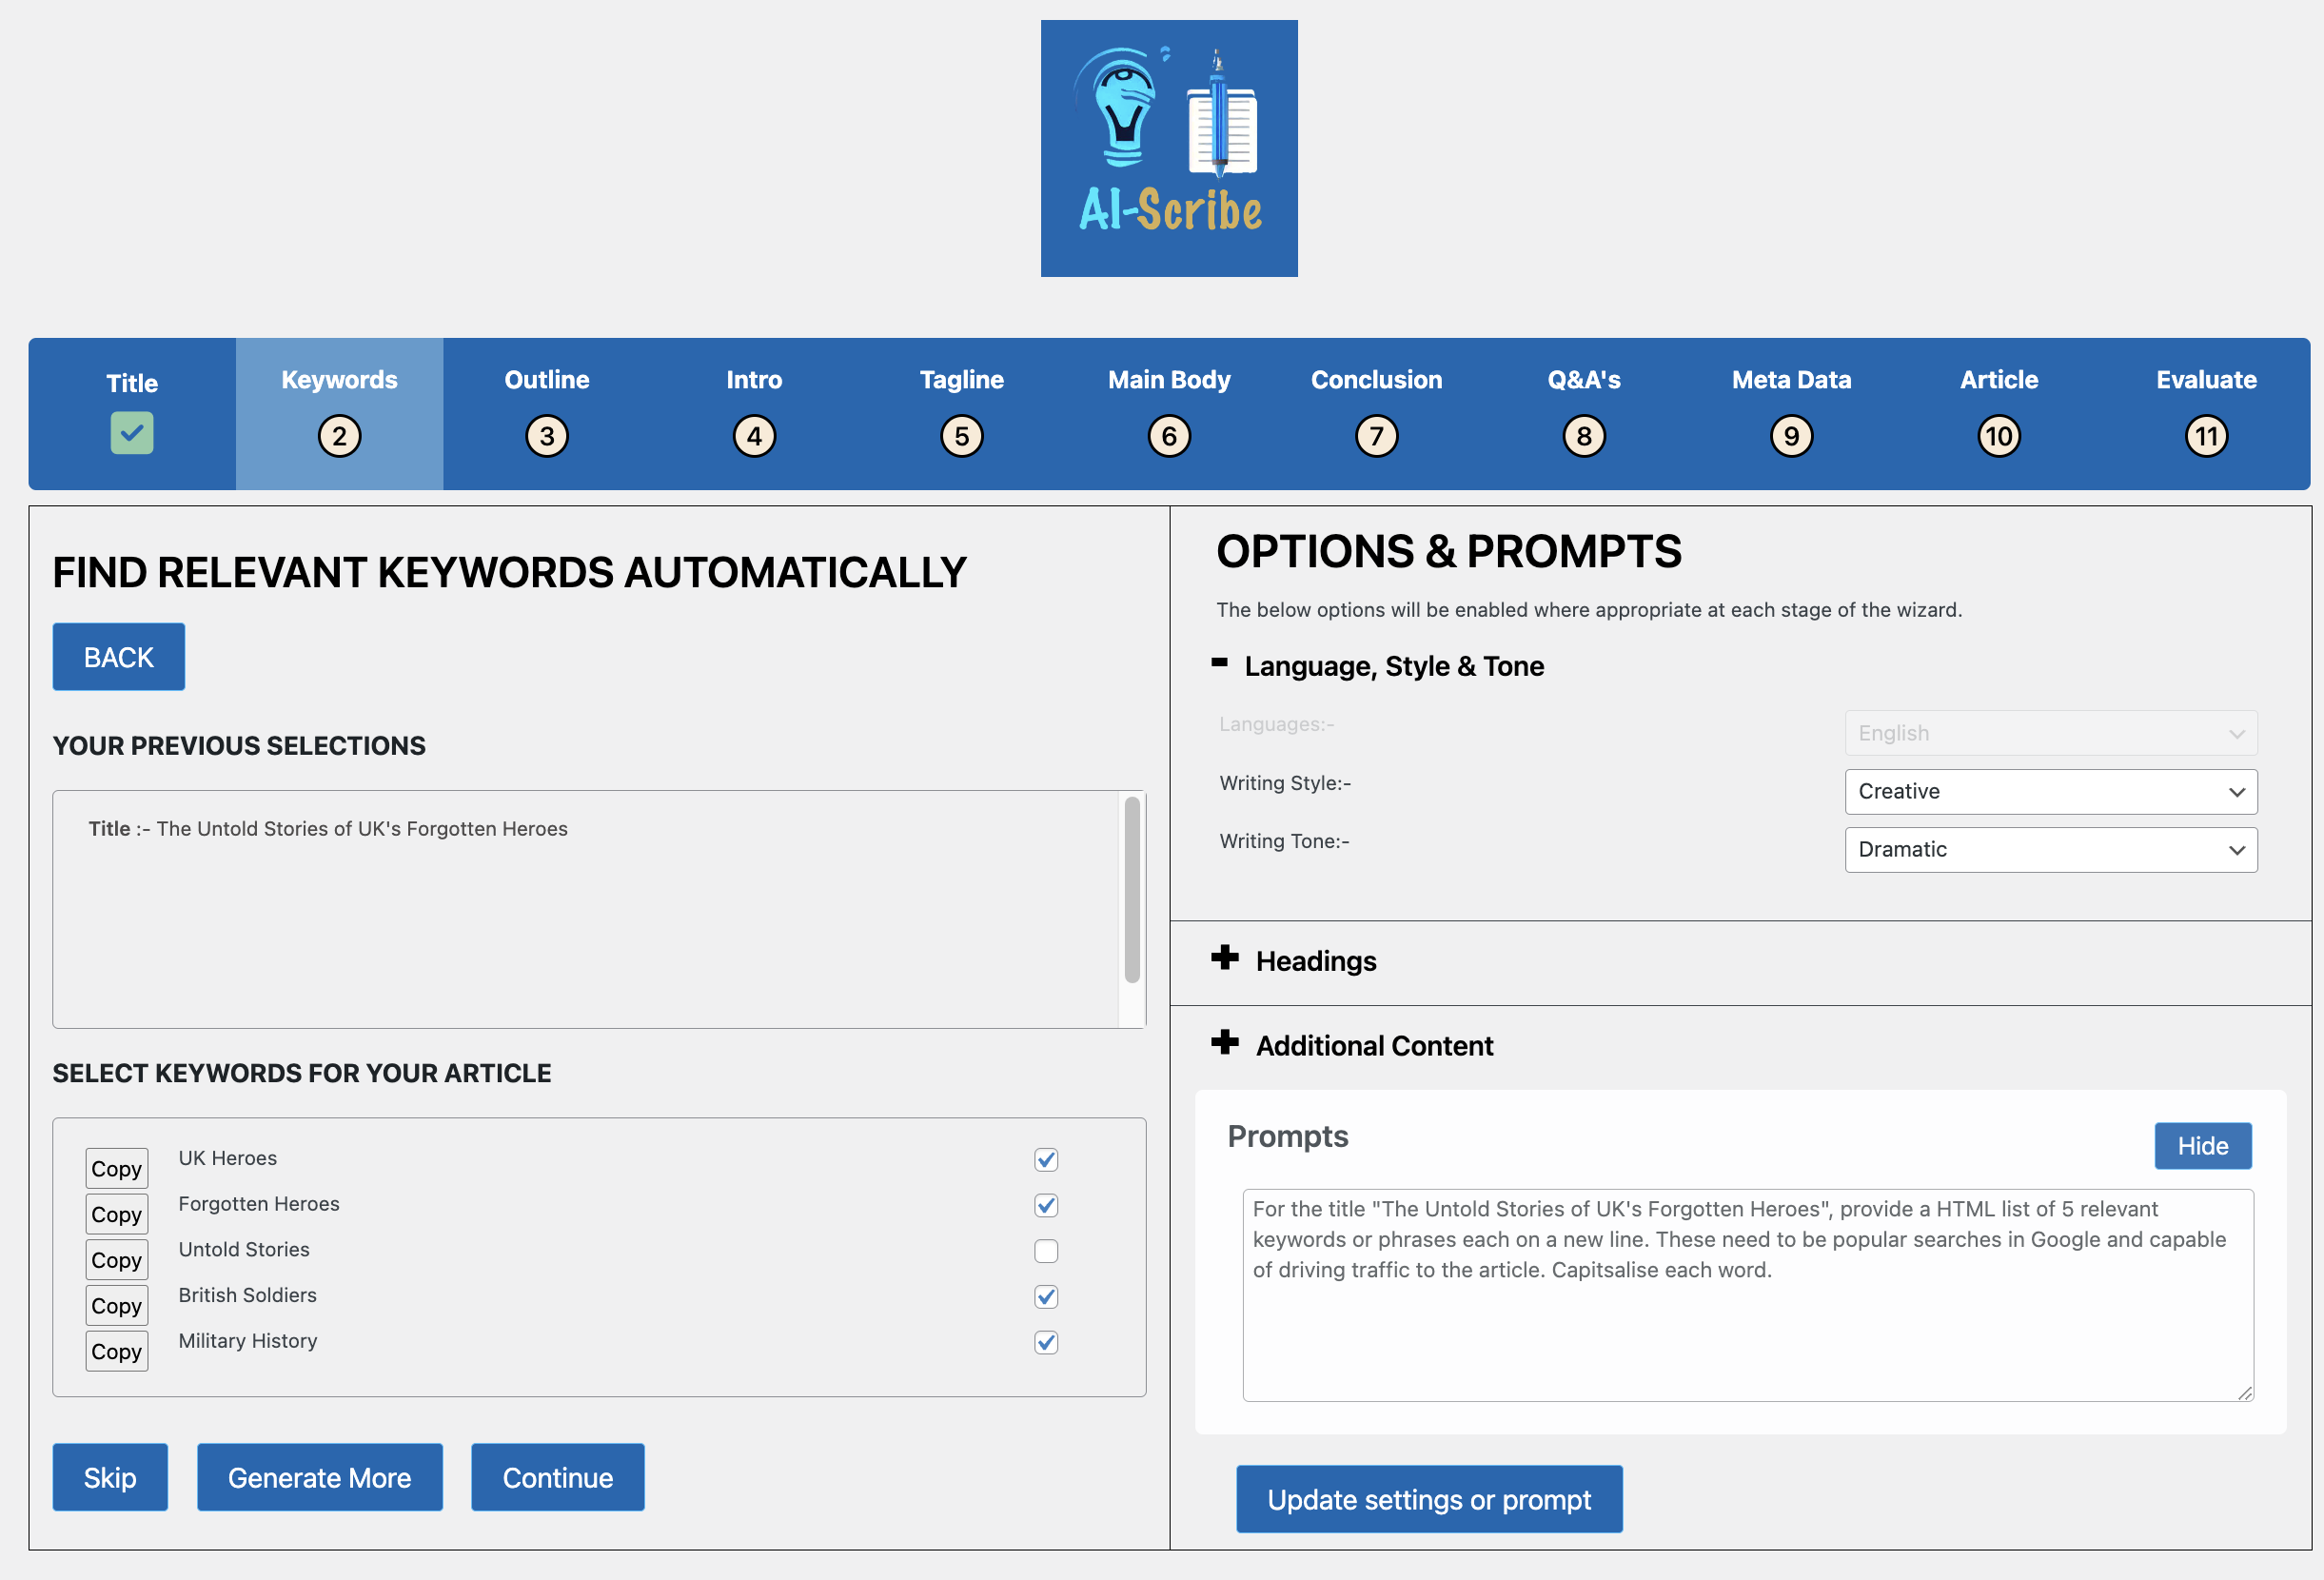 AI-Scribe
Title
Keywords
2
Outline
3
Intro
4
Tagline
5
Main Body
6
Conclusion
7
Q&A's
8
Meta Data
9
Article
10
Evaluate
11
FIND RELEVANT KEYWORDS AUTOMATICALLY
BACK
YOUR PREVIOUS SELECTIONS
Title :- The Untold Stories of UK's Forgotten Heroes
SELECT KEYWORDS FOR YOUR ARTICLE
Copy UK Heroes
Copy Forgotten Heroes
Copy Untold Stories
Copy British Soldiers
Copy Military History
Skip Generate More Continue
OPTIONS & PROMPTS
The below options will be enabled where appropriate at each stage of the wizard.
Language, Style & Tone
Languages:- English
Writing Style:- Creative
Writing Tone:- Dramatic
Headings
Additional Content
Prompts
Hide
For the title "The Untold Stories of UK's Forgotten Heroes", provide a HTML list of 5 relevant
keywords or phrases each on a new line. These need to be popular searches in Google and capable
of driving traffic to the article. Capitsalise each word.
Update settings or prompt